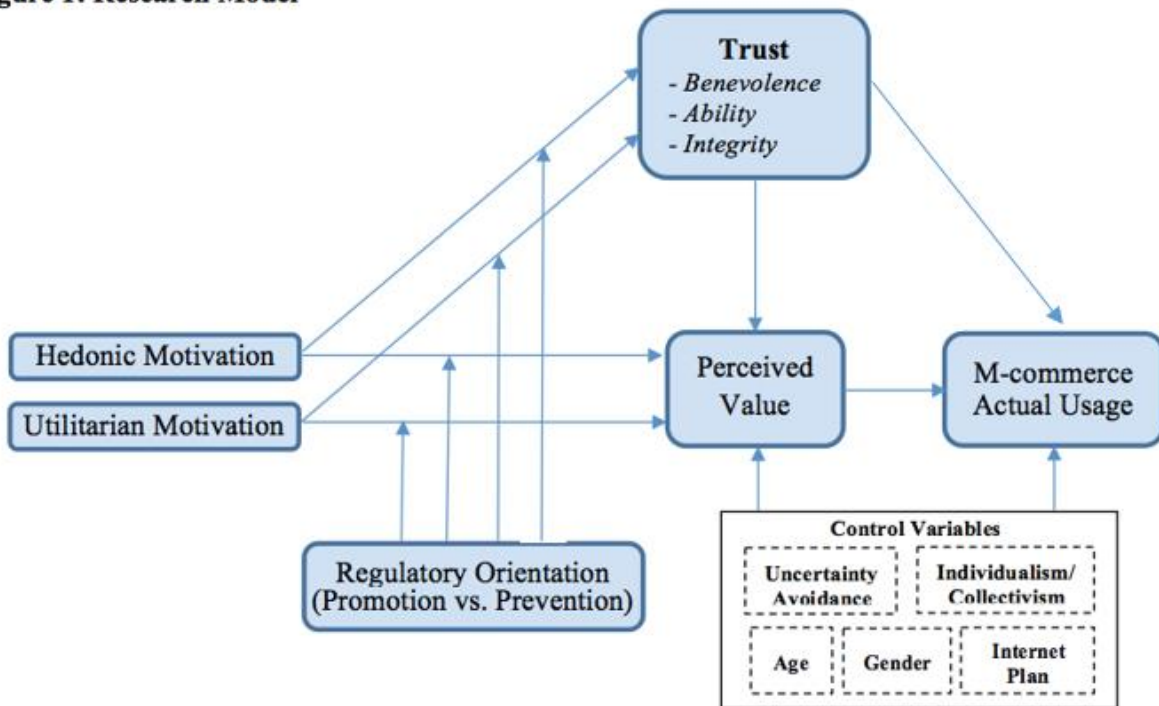 Trust
- Benevolence
- Ability
- Integrity
Hedonic Motivation
Utilitarian Motivation
Perceived
Value
M-commerce
Actual Usage
Regulatory Orientation
(Promotion vs. Prevention)
Control Variables
Uncertainty
Avoidance
Individualism/
Collectivism
Age
Gender
Internet
Plan